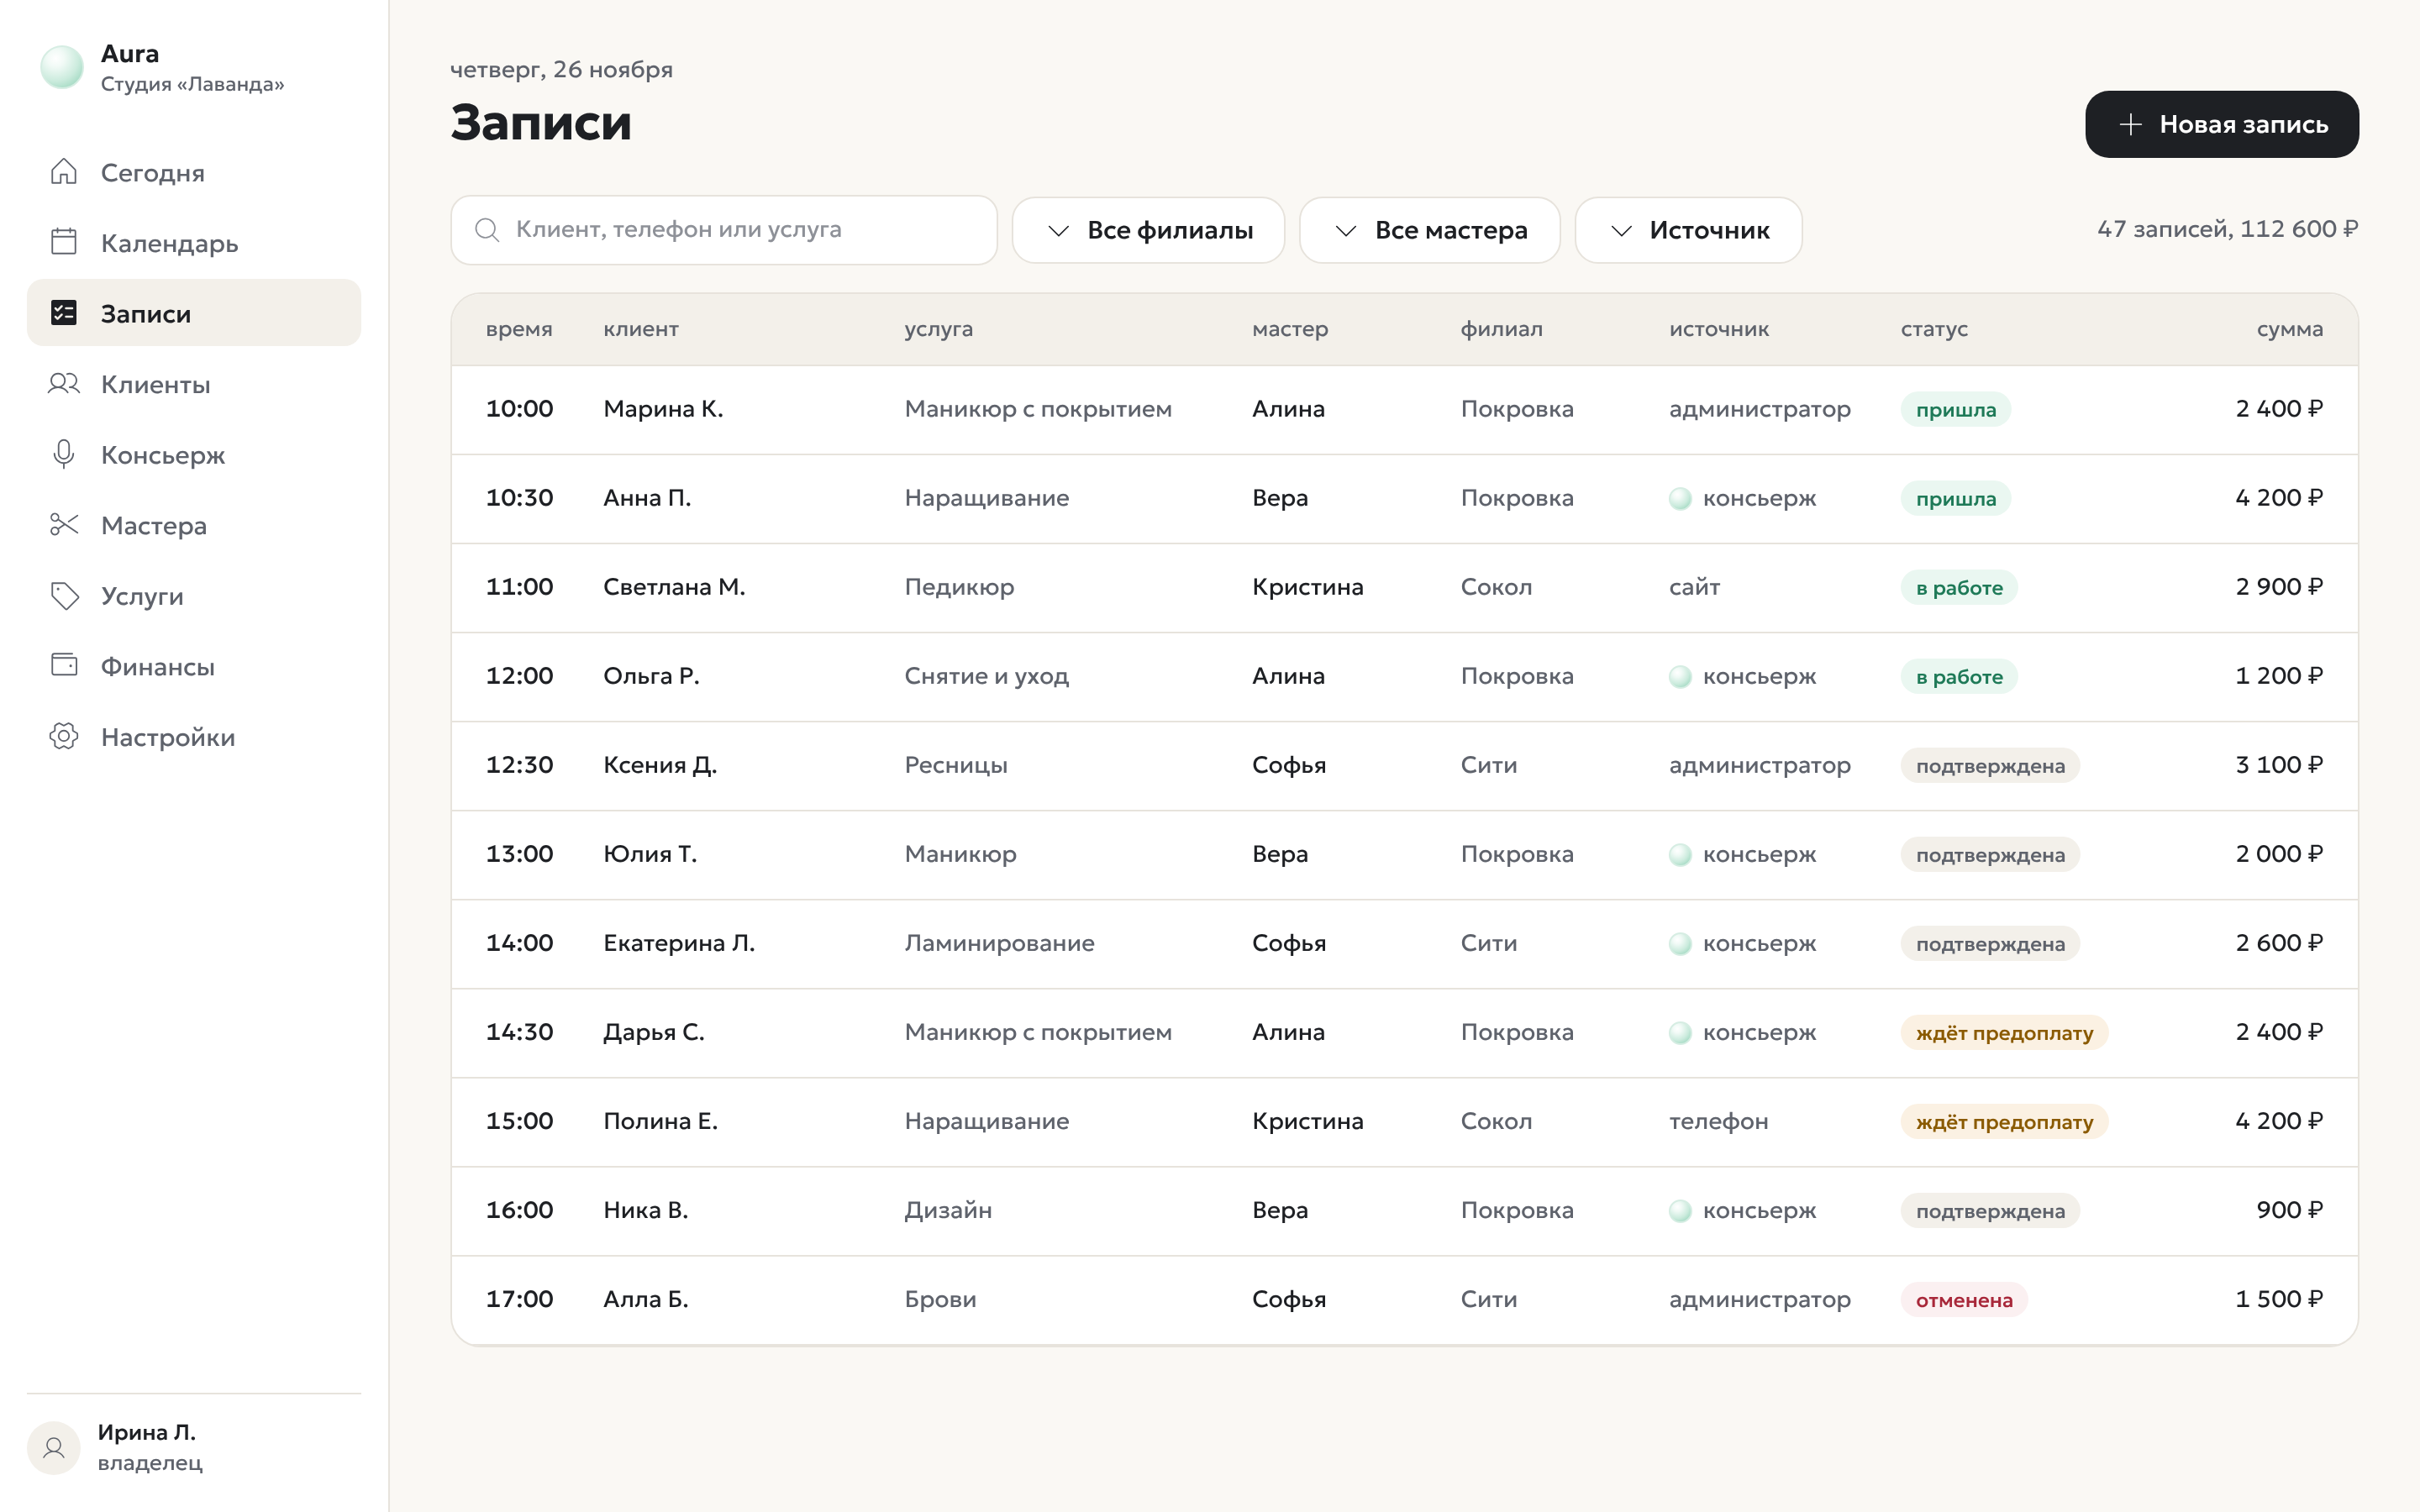 Aura
Студия «Лаванда»
Сегодня
Календарь
Записи
Клиенты
Консьерж
Мастера
Услуги
Финансы
Настройки
Ирина Л.
владелец
четверг, 26 ноября
Записи
Новая запись
Клиент, телефон или услуга
Все филиалы
Все мастера
Источник
47 записей, 112 600 ₽
время клиент услуга мастер филиал источник статус сумма
10:00 Марина К. Маникюр с покрытием Алина Покровка администратор пришла 2 400 ₽
10:30 Анна П. Наращивание Вера Покровка консьерж пришла 4 200 ₽
11:00 Светлана М. Педикюр Кристина Сокол сайт в работе 2 900 ₽
12:00 Ольга Р. Снятие и уход Алина Покровка консьерж в работе 1 200 ₽
12:30 Ксения Д. Ресницы Софья Сити администратор подтверждена 3 100 ₽
13:00 Юлия Т. Маникюр Вера Покровка консьерж подтверждена 2 000 ₽
14:00 Екатерина Л. Ламинирование Софья Сити консьерж подтверждена 2 600 ₽
14:30 Дарья С. Маникюр с покрытием Алина Покровка консьерж ждёт предоплату 2 400 ₽
15:00 Полина Е. Наращивание Кристина Сокол телефон ждёт предоплату 4 200 ₽
16:00 Ника В. Дизайн Вера Покровка консьерж подтверждена 900 ₽
17:00 Алла Б. Брови Софья Сити администратор отменена 1 500 ₽